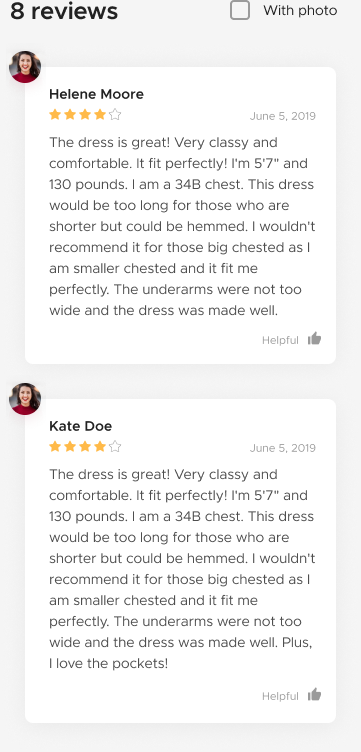 8 reviews
With photo
Helene Moore
June 5, 2019
The dress is great! Very classy and
comfortable. It fit perfectly! I'm 5'7" and
130 pounds. I am a 34B chest. This dress
would be too long for those who are
shorter but could be hemmed. I wouldn't
recommend it for those big chested as I
am smaller chested and it fit me
perfectly. The underarms were not too
wide and the dress was made well.
Helpful
Kate Doe
June 5, 2019
The dress is great! Very classy and
comfortable. It fit perfectly! I'm 5'7" and
130 pounds. I am a 34B chest. This dress
would be too long for those who are
shorter but could be hemmed. I wouldn't
recommend it for those big chested as I
am smaller chested and it fit me
perfectly. The underarms were not too
wide and the dress was made well. Plus,
I love the pockets!
Helpful